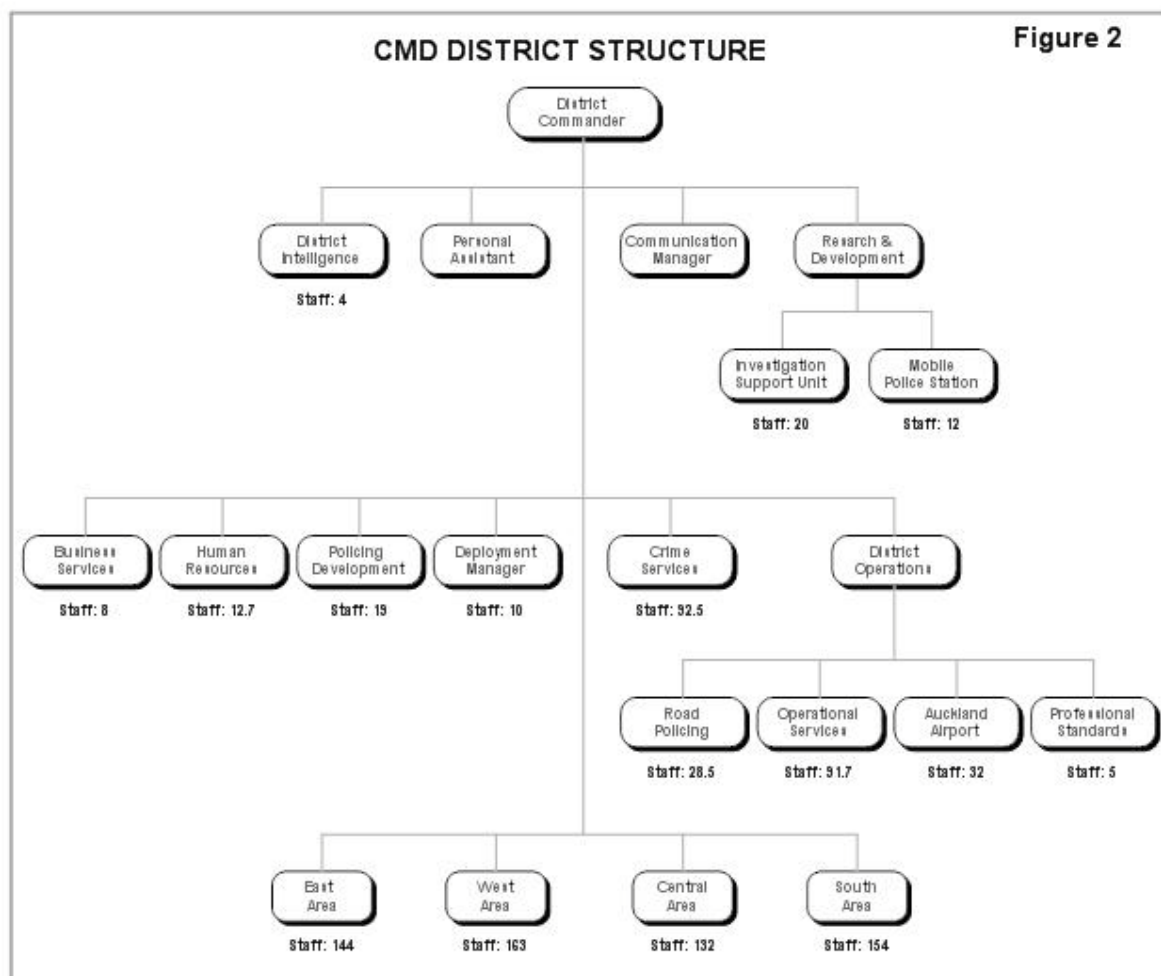 Figure 2
CMD DISTRICT STRUCTURE
District
Commander
District
Intelligence
Staff: 4
Personal
Assistant
Communication
Manager
Resarch &
Development
Investigation
Support Unit
Staff: 20
Mobile
Police Station
Staff: 12
Business
Services
Staff: 8
Human
Resources
Staff: 12.7
Policing
Development
Staff: 19
Deployment
Manager
Staff: 10
Crime
Services
Staff: 92.5
District
Operations
Road
Policing
Staff: 28.5
Operational
Services
Staff: 91.7
Auckland
Airport
Staff: 32
Professional
Standards
Staff: 5
East
Area
Staff: 144
West
Area
Staff: 163
Central
Area
Staff: 132
South
Area
Staff: 154